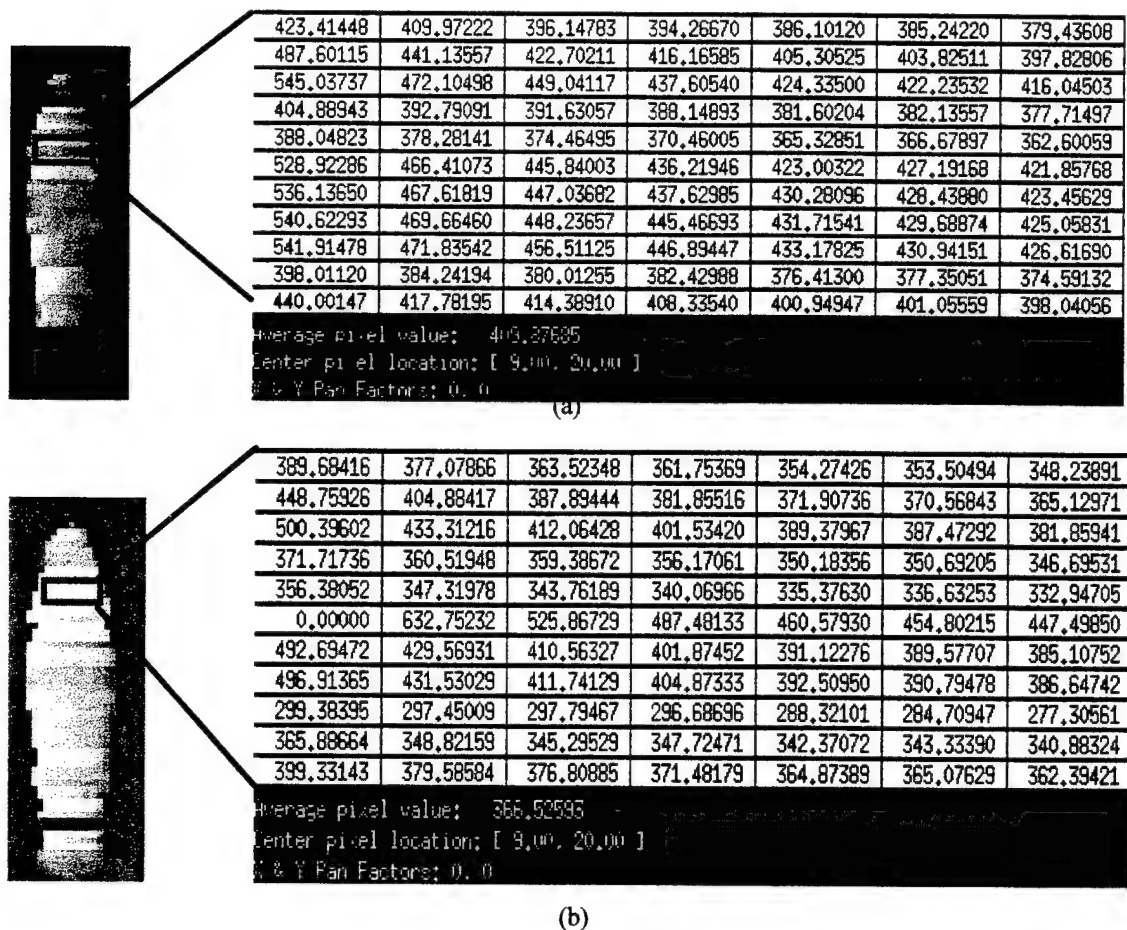 423.41448 409.97222 396.14783 394.26670 386.10120 385.24220 379.43608
487.60115 441.13557 422.70211 416.16585 405.30525 403.82511 397.82806
545.03737 472.10498 449.04117 437.60540 424.33500 422.23532 416.04503
404.88943 392.79091 391.63057 388.14893 381.60204 382.13557 377.71497
388.04823 378.28141 374.46495 370.46005 365.32851 366.67897 362.60059
528.92286 466.41073 445.84003 436.21946 423.00322 427.19168 421.85768
536.13650 467.61819 447.03682 437.62985 430.28096 428.43880 423.45629
540.62293 469.66460 448.23657 445.46693 431.71541 429.68874 425.05831
541.91478 471.83542 456.51125 446.89447 433.17825 430.94151 426.61690
398.01120 384.24194 380.01255 382.42988 376.41300 377.35051 374.59132
440.00147 417.78195 414.38910 408.33540 400.94947 401.05559 398.04056
Average pixel value: 409.87685
Center pixel location: [ 9.00, 20.00 ]
X & Y Pan Factors: 0, 0
(a)
389.68416 377.07866 363.52348 361.75369 354.27426 353.50494 348.23891
448.75926 404.88417 387.89444 381.85516 371.90736 370.56843 365.12971
500.39602 433.31216 412.06428 401.53420 389.37967 387.47292 381.85941
371.71736 360.51948 359.38672 356.17061 350.18356 350.69205 346.69531
356.38052 347.31978 343.76189 340.06966 335.37630 336.63253 332.94705
0.00000 632.75232 525.86729 487.48133 460.57930 454.80215 447.49850
492.69472 429.56931 410.56327 401.87452 391.12276 389.57707 385.10752
496.91365 431.53029 411.74129 404.87333 392.50950 390.79478 386.64742
299.38395 297.45009 297.79467 296.68696 288.32101 284.70947 277.30561
365.88664 348.82159 345.29529 347.72471 342.37072 343.33390 340.88324
399.33143 379.58584 376.80885 371.48179 364.87389 365.07629 362.39421
Average pixel value: 366.52593
Center pixel location: [ 9.00, 20.00 ]
X & Y Pan Factors: 0, 0
(b)